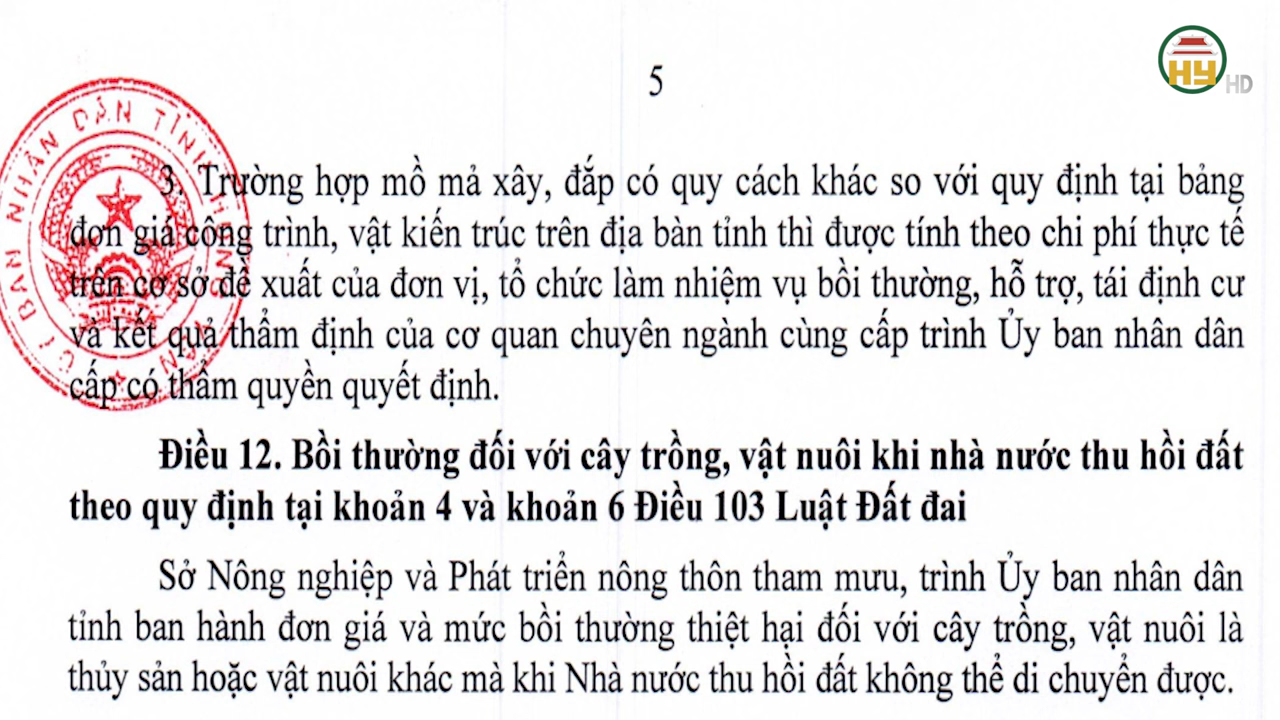 HY HD
5
ỦY BAN NHÂN DÂN TỈNH
3. Trường hợp mồ mả xây, đắp có quy cách khác so với quy định tại bảng
đơn giá công trình, vật kiến trúc trên địa bàn tỉnh thì được tính theo chi phí thực tế
trên cơ sở đề xuất của đơn vị, tổ chức làm nhiệm vụ bồi thường, hỗ trợ, tái định cư
và kết quả thẩm định của cơ quan chuyên ngành cùng cấp trình Ủy ban nhân dân
cấp có thẩm quyền quyết định.
Điều 12. Bồi thường đối với cây trồng, vật nuôi khi nhà nước thu hồi đất
theo quy định tại khoản 4 và khoản 6 Điều 103 Luật Đất đai
Sở Nông nghiệp và Phát triển nông thôn tham mưu, trình Ủy ban nhân dân
tỉnh ban hành đơn giá và mức bồi thường thiệt hại đối với cây trồng, vật nuôi là
thủy sản hoặc vật nuôi khác mà khi Nhà nước thu hồi đất không thể di chuyển được.